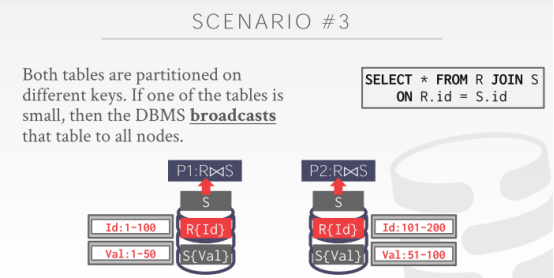 SCENARIO #3
Both tables are partitioned on
different keys. If one of the tables is
small, then the DBMS broadcasts
that table to all nodes.
SELECT * FROM R JOIN S
ON R.id = S.id
P1:R⋈S
P2:R⋈S
S
S
Id:1-100
R{Id}
R{Id}
Id:101-200
Val:1-50
S{Val}
S{Val}
Val:51-100